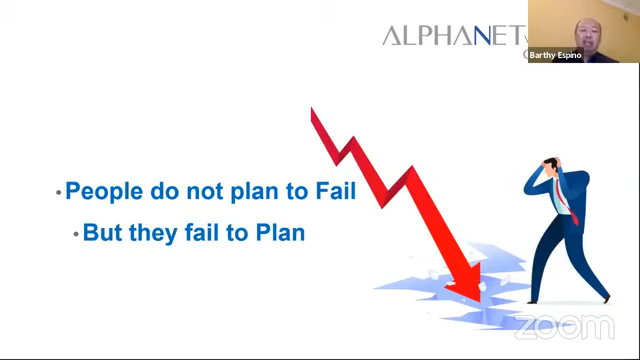 ALPHANET
Barthy Espino
•People do not plan to Fail
•But they fail to Plan
zoom